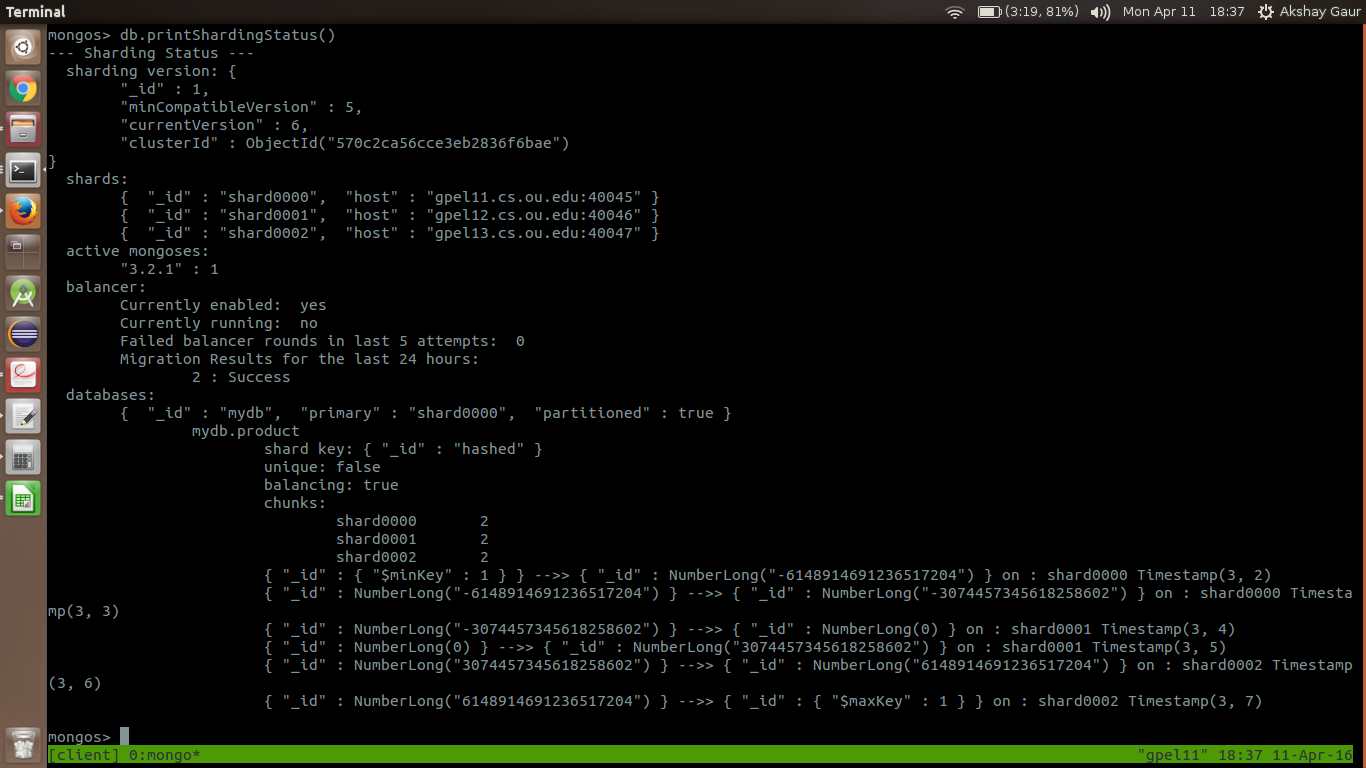 Terminal (3:19, 81%) Mon Apr 11 18:37 Akshay Gaur
mongos> db.printShardingStatus()
--- Sharding Status ---
  sharding version: {
        "_id" : 1,
        "minCompatibleVersion" : 5,
        "currentVersion" : 6,
        "clusterId" : ObjectId("570c2ca56cce3eb2836f6bae")
}
  shards:
        {  "_id" : "shard0000",  "host" : "gpel11.cs.ou.edu:40045" }
        {  "_id" : "shard0001",  "host" : "gpel12.cs.ou.edu:40046" }
        {  "_id" : "shard0002",  "host" : "gpel13.cs.ou.edu:40047" }
  active mongoses:
        "3.2.1" : 1
  balancer:
        Currently enabled:  yes
        Currently running:  no
        Failed balancer rounds in last 5 attempts:  0
        Migration Results for the last 24 hours:
                2 : Success
  databases:
        {  "_id" : "mydb",  "primary" : "shard0000",  "partitioned" : true }
                mydb.product
                        shard key: { "_id" : "hashed" }
                        unique: false
                        balancing: true
                        chunks:
                                shard0000       2
                                shard0001       2
                                shard0002       2
                        { "_id" : { "$minKey" : 1 } } -->> { "_id" : NumberLong("-6148914691236517204") } on : shard0000 Timestamp(3, 2)
                        { "_id" : NumberLong("-6148914691236517204") } -->> { "_id" : NumberLong("-3074457345618258602") } on : shard0000 Timesta
mp(3, 3)
                        { "_id" : NumberLong("-3074457345618258602") } -->> { "_id" : NumberLong(0) } on : shard0001 Timestamp(3, 4)
                        { "_id" : NumberLong(0) } -->> { "_id" : NumberLong("3074457345618258602") } on : shard0001 Timestamp(3, 5)
                        { "_id" : NumberLong("3074457345618258602") } -->> { "_id" : NumberLong("6148914691236517204") } on : shard0002 Timestamp
(3, 6)
                        { "_id" : NumberLong("6148914691236517204") } -->> { "_id" : { "$maxKey" : 1 } } on : shard0002 Timestamp(3, 7)
mongos>
[client] 0:mongo* "gpel11" 18:37 11-Apr-16